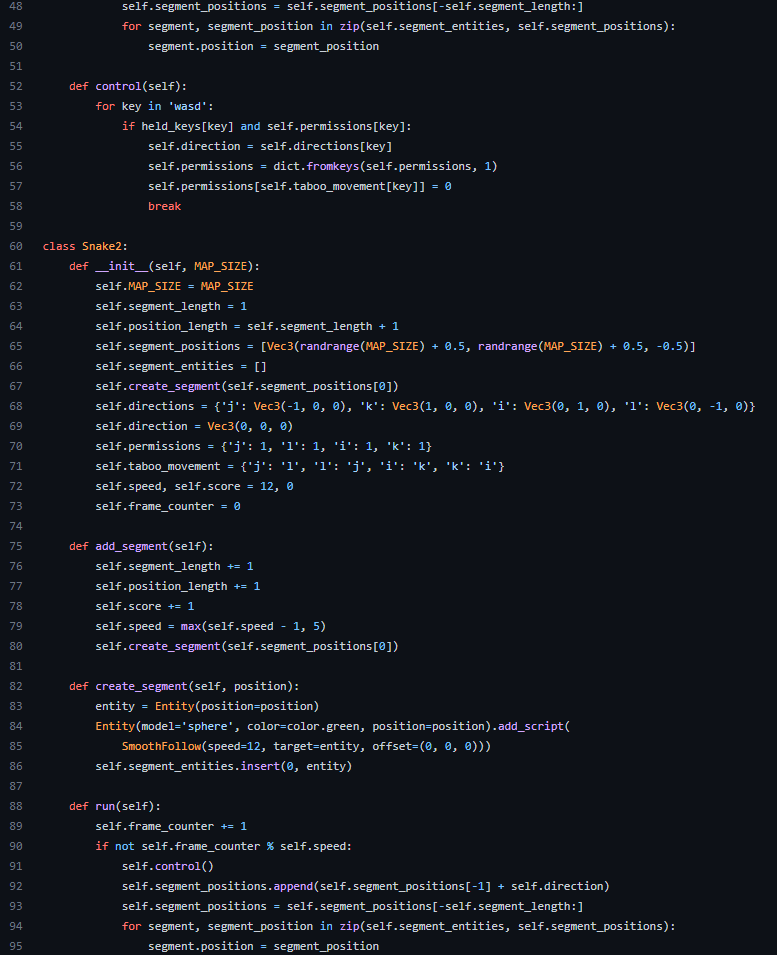 48 self.segment_positions = self.segment_positions[-self.segment_length:]
49 for segment, segment_position in zip(self.segment_entities, self.segment_positions):
50 segment.position = segment_position
51
52 def control(self):
53 for key in 'wasd':
54 if held_keys[key] and self.permissions[key]:
55 self.direction = self.directions[key]
56 self.permissions = dict.fromkeys(self.permissions, 1)
57 self.permissions[self.taboo_movement[key]] = 0
58 break
59
60 class Snake2:
61 def __init__(self, MAP_SIZE):
62 self.MAP_SIZE = MAP_SIZE
63 self.segment_length = 1
64 self.position_length = self.segment_length + 1
65 self.segment_positions = [Vec3(randrange(MAP_SIZE) + 0.5, randrange(MAP_SIZE) + 0.5, -0.5)]
66 self.segment_entities = []
67 self.create_segment(self.segment_positions[0])
68 self.directions = {'j': Vec3(-1, 0, 0), 'k': Vec3(1, 0, 0), 'i': Vec3(0, 1, 0), 'l': Vec3(0, -1, 0)}
69 self.direction = Vec3(0, 0, 0)
70 self.permissions = {'j': 1, 'l': 1, 'i': 1, 'k': 1}
71 self.taboo_movement = {'j': 'l', 'l': 'j', 'i': 'k', 'k': 'i'}
72 self.speed, self.score = 12, 0
73 self.frame_counter = 0
74
75 def add_segment(self):
76 self.segment_length += 1
77 self.position_length += 1
78 self.score += 1
79 self.speed = max(self.speed - 1, 5)
80 self.create_segment(self.segment_positions[0])
81
82 def create_segment(self, position):
83 entity = Entity(position=position)
84 Entity(model='sphere', color=color.green, position=position).add_script(
85 SmoothFollow(speed=12, target=entity, offset=(0, 0, 0)))
86 self.segment_entities.insert(0, entity)
87
88 def run(self):
89 self.frame_counter += 1
90 if not self.frame_counter % self.speed:
91 self.control()
92 self.segment_positions.append(self.segment_positions[-1] + self.direction)
93 self.segment_positions = self.segment_positions[-self.segment_length:]
94 for segment, segment_position in zip(self.segment_entities, self.segment_positions):
95 segment.position = segment_position